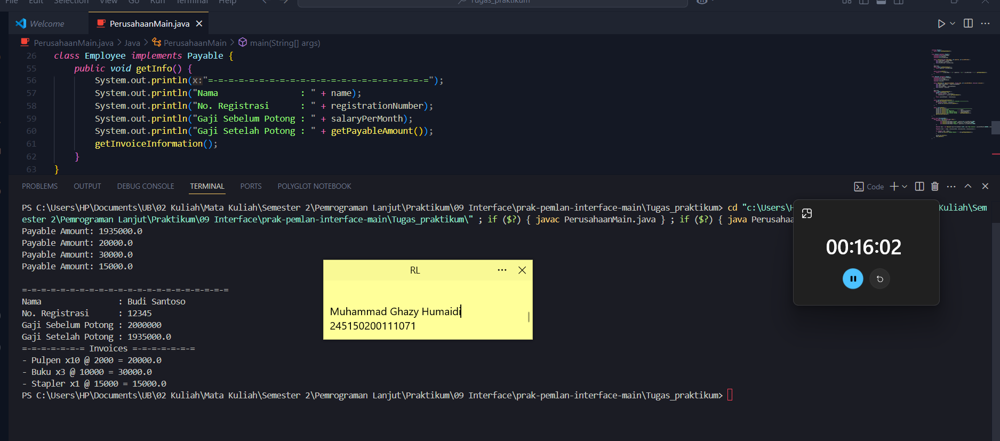 File Edit Selection View Go Run Terminal Help
Tugas_praktikum
Welcome
PerusahaanMain.java
PerusahaanMain.java > Java > PerusahaanMain > main(String[] args)
26 class Employee implements Payable {
55 public void getInfo() {
56 System.out.println(x:"=-=-=-=-=-=-=-=-=-=-=-=-=-=-=-=-=-=-=-=-=-=");
57 System.out.println("Nama                : " + name);
58 System.out.println("No. Registrasi      : " + registrationNumber);
59 System.out.println("Gaji Sebelum Potong : " + salaryPerMonth);
60 System.out.println("Gaji Setelah Potong : " + getPayableAmount());
61 getInvoiceInformation();
62 }
63 }
PROBLEMS OUTPUT DEBUG CONSOLE TERMINAL PORTS POLYGLOT NOTEBOOK
Code
PS C:\Users\HP\Documents\UB\02 Kuliah\Mata Kuliah\Semester 2\Pemrograman Lanjut\Praktikum\09 Interface\prak-pemlan-interface-main\Tugas_praktikum> cd "c:\Users\H Kuliah\Sem
ester 2\Pemrograman Lanjut\Praktikum\09 Interface\prak-pemlan-interface-main\Tugas_praktikum\" ; if ($?) { javac PerusahaanMain.java } ; if ($?) { java Perusahaa
Payable Amount: 1935000.0
Payable Amount: 20000.0
Payable Amount: 30000.0
Payable Amount: 15000.0
=-=-=-=-=-=-=-=-=-=-=-=-=-=-=-=-=-=-=-=-=-=
Nama                : Budi Santoso
No. Registrasi      : 12345
Gaji Sebelum Potong : 2000000
Gaji Setelah Potong : 1935000.0
=-=-=-=-=-=-= Invoices =-=-=-=-=-=-=
- Pulpen x10 @ 2000 = 20000.0
- Buku x3 @ 10000 = 30000.0
- Stapler x1 @ 15000 = 15000.0
PS C:\Users\HP\Documents\UB\02 Kuliah\Mata Kuliah\Semester 2\Pemrograman Lanjut\Praktikum\09 Interface\prak-pemlan-interface-main\Tugas_praktikum>
RL
Muhammad Ghazy Humaidi
245150200111071
00:16:02